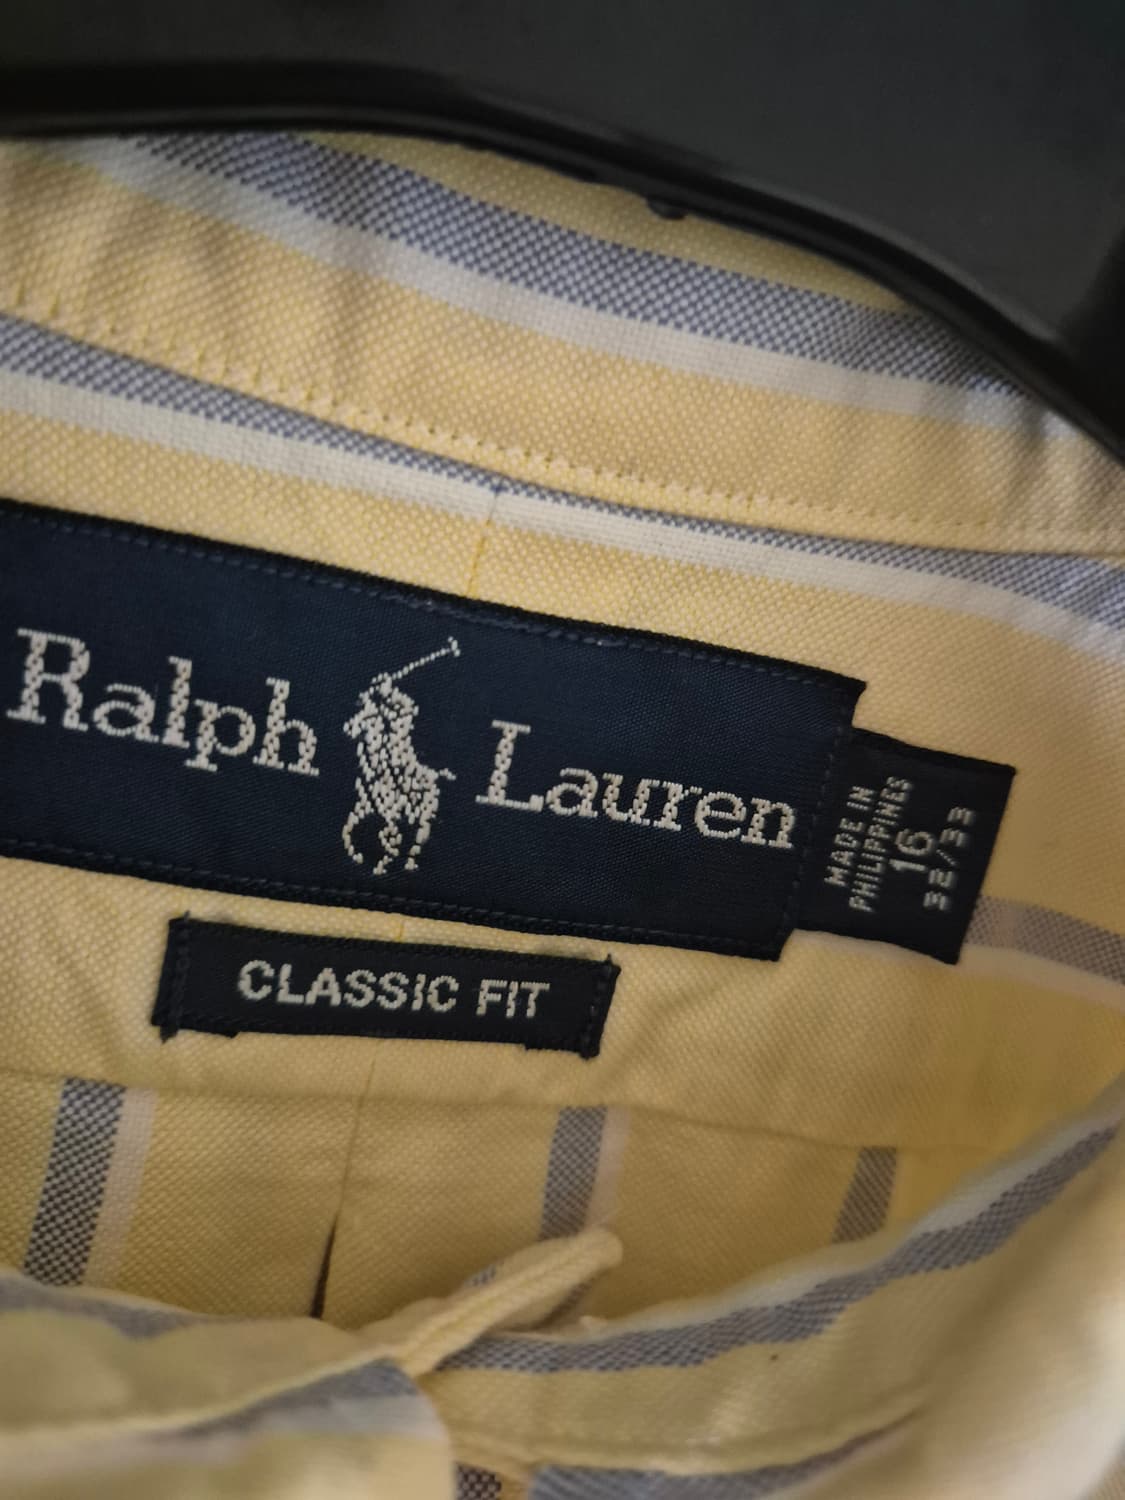 Ralph Lauren
MADE IN
PHILIPPINES
16
32/33
CLASSIC FIT